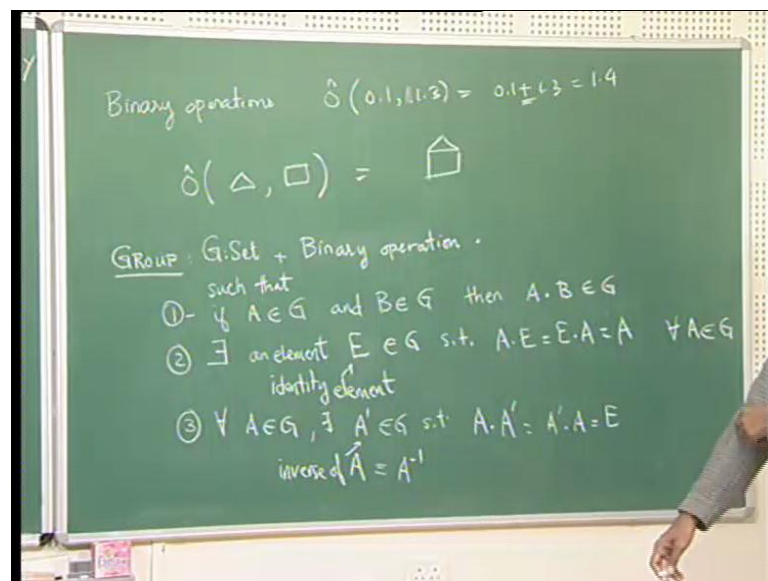 Binary operations Ô ( 0.1, 1.3 ) = 0.1 + 1.3 = 1.4
Ô ( △ , □ ) =
GROUP : G:Set + Binary operation .
such that
①- if A ∈ G and B ∈ G then A . B ∈ G
② ∃ an element E ∈ G s.t. A . E = E . A = A ∀ A ∈ G
identity element
③ ∀ A ∈ G , ∃ A' ∈ G s.t A . A' = A' . A = E
inverse of A = A⁻¹